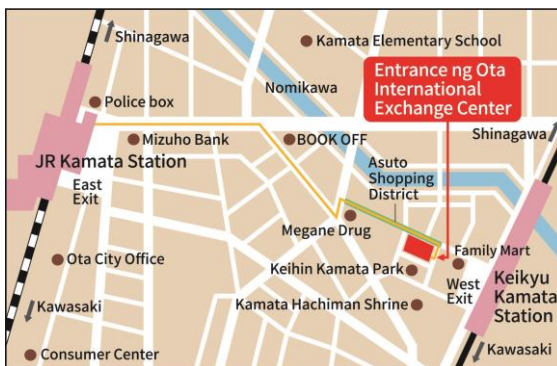 Shinagawa
Kamata Elementary School
Nomikawa
Entrance ng Ota
International
Exchange Center
Police box
Mizuho Bank
BOOK OFF
Shinagawa
JR Kamata Station
East
Exit
Asuto
Shopping
District
Megane Drug
Ota City Office
Keihin Kamata Park
Family Mart
West
Exit
Keikyu
Kamata
Station
Kawasaki
Kamata Hachiman Shrine
Consumer Center
Kawasaki